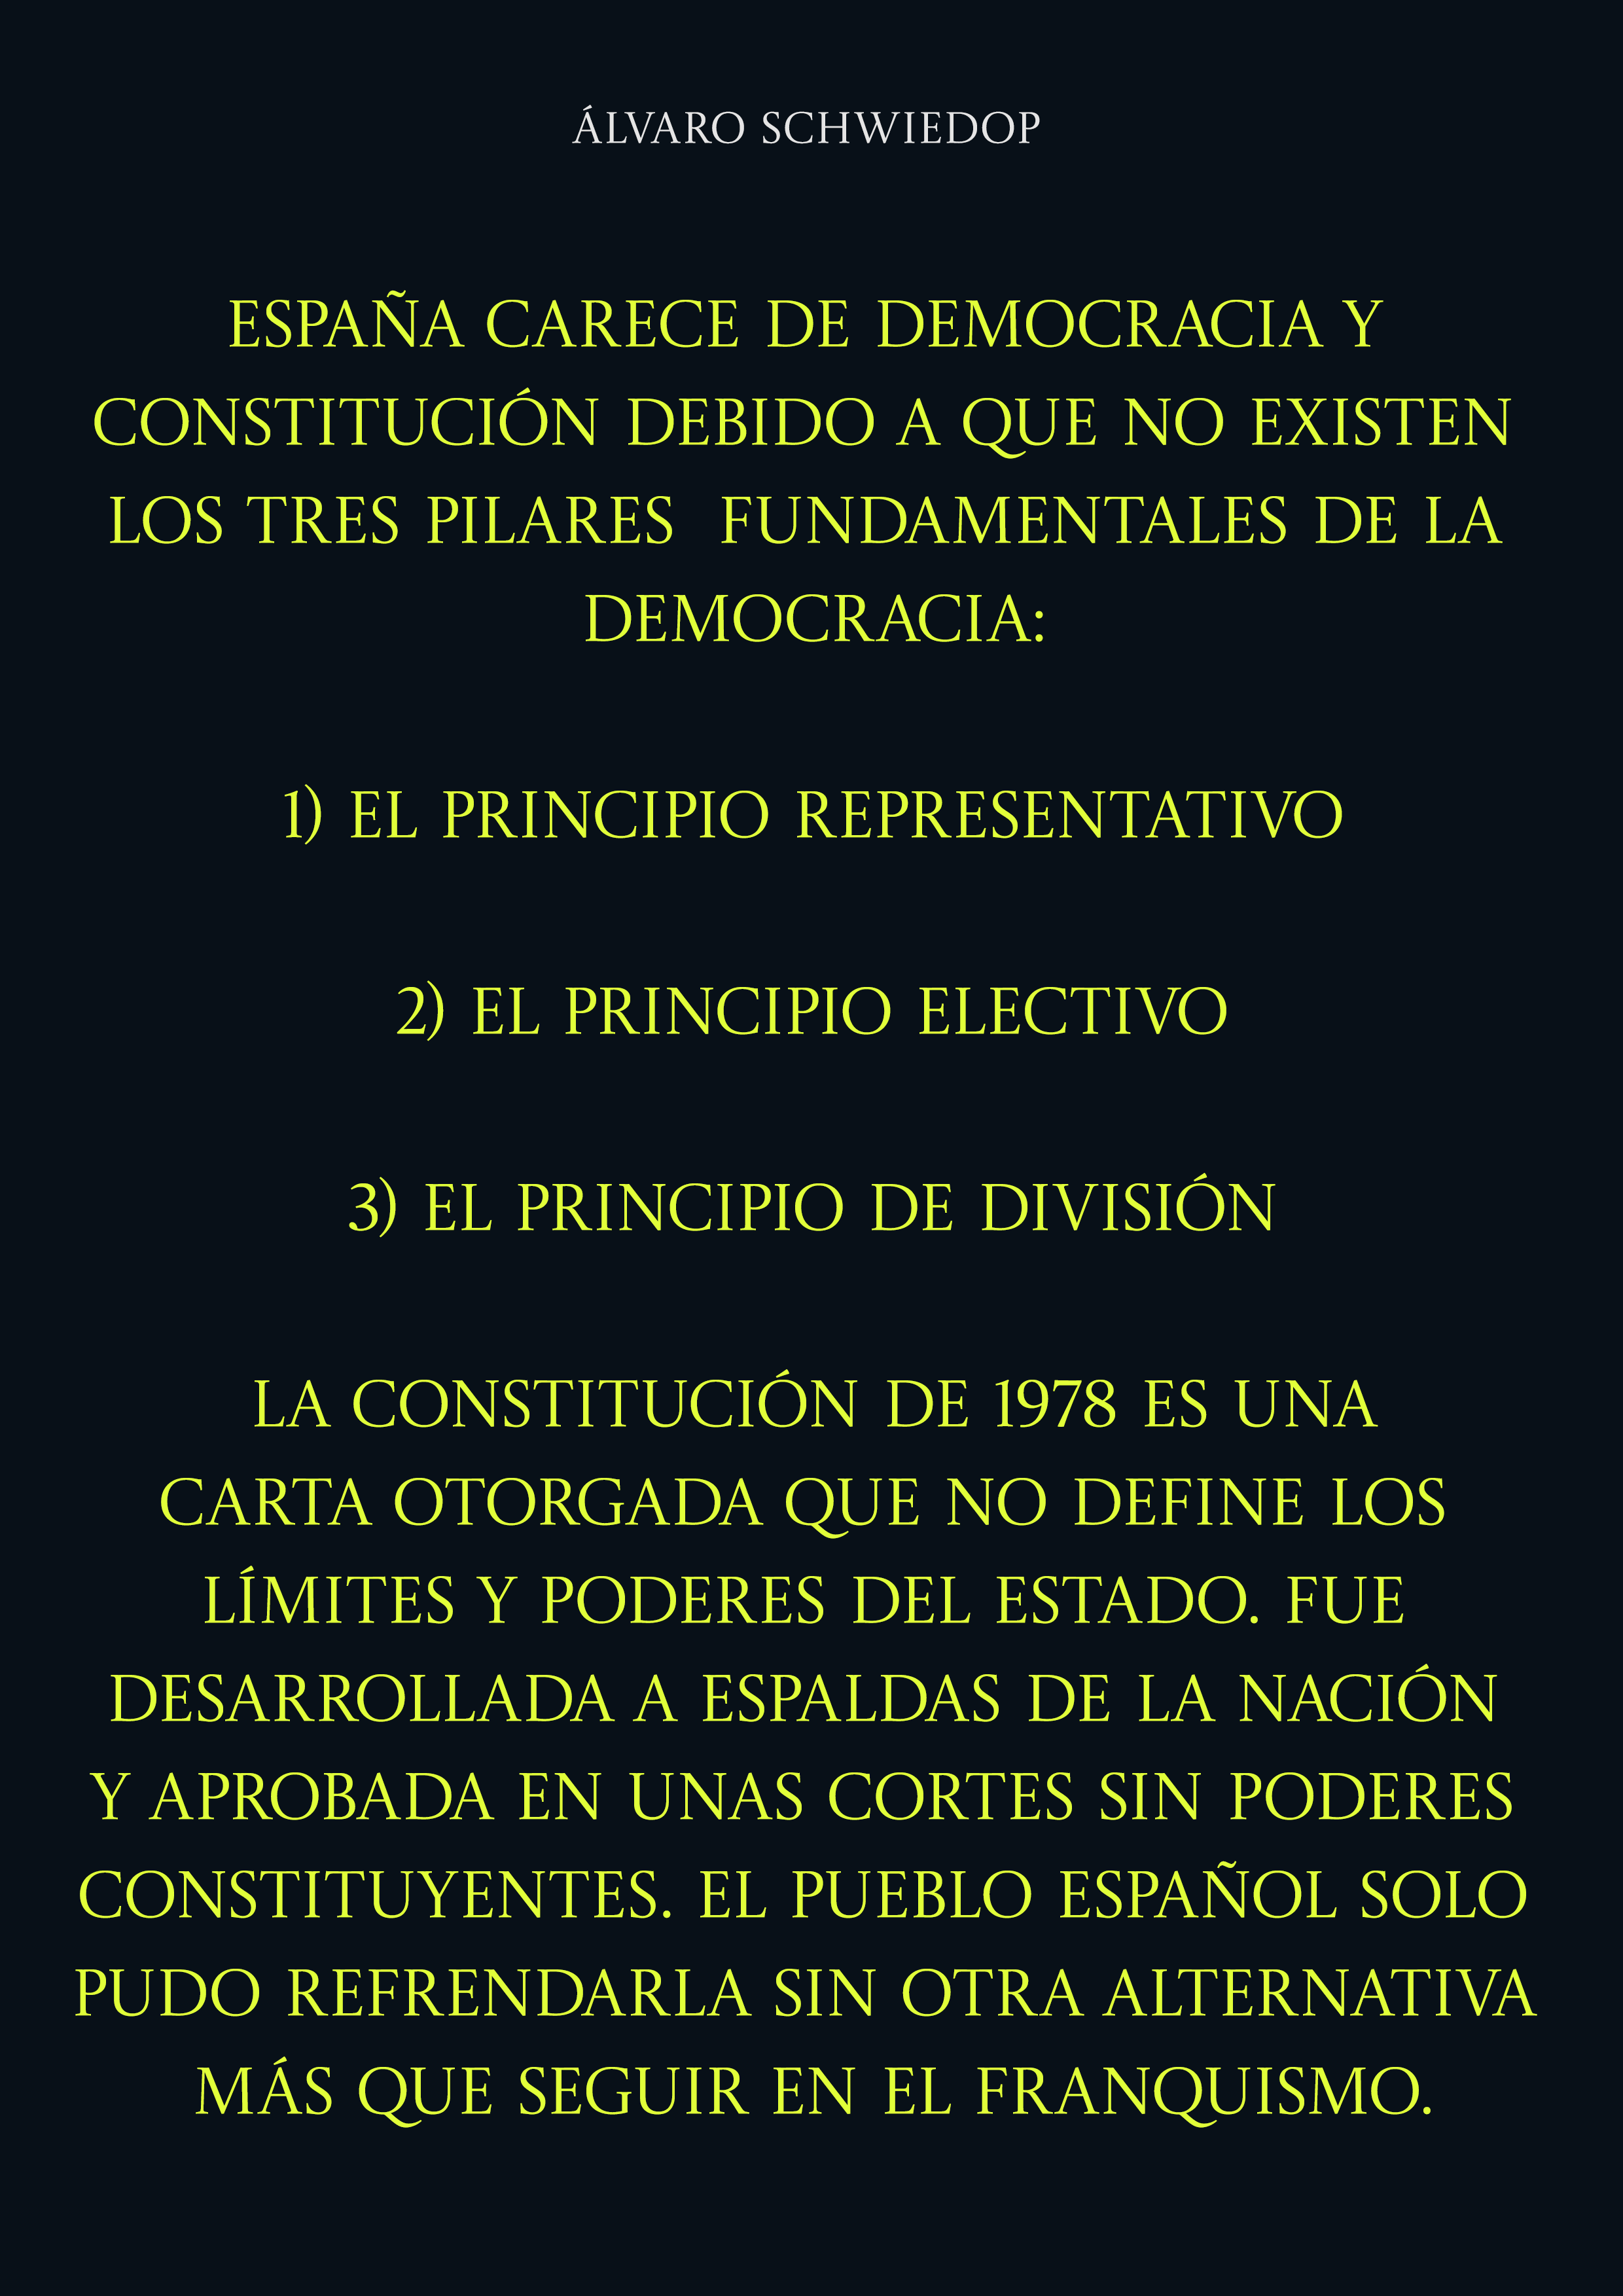 ÁLVARO SCHWIEDOP
ESPAÑA CARECE DE DEMOCRACIA Y
CONSTITUCIÓN DEBIDO A QUE NO EXISTEN
LOS TRES PILARES  FUNDAMENTALES DE LA
DEMOCRACIA:
1) EL PRINCIPIO REPRESENTATIVO
2) EL PRINCIPIO ELECTIVO
3) EL PRINCIPIO DE DIVISIÓN
LA CONSTITUCIÓN DE 1978 ES UNA
CARTA OTORGADA QUE NO DEFINE LOS
LÍMITES Y PODERES DEL ESTADO. FUE
DESARROLLADA A ESPALDAS DE LA NACIÓN
Y APROBADA EN UNAS CORTES SIN PODERES
CONSTITUYENTES. EL PUEBLO ESPAÑOL SOLO
PUDO REFRENDARLA SIN OTRA ALTERNATIVA
MÁS QUE SEGUIR EN EL FRANQUISMO.